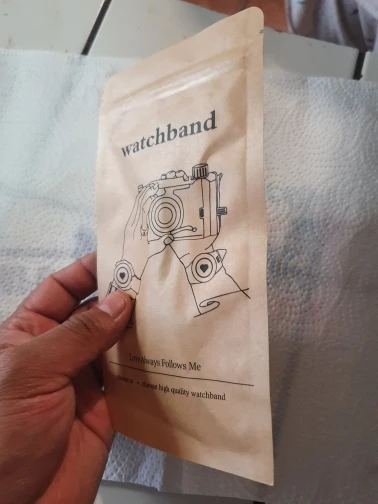 watchband
Love Always Follows Me
high quality watchband